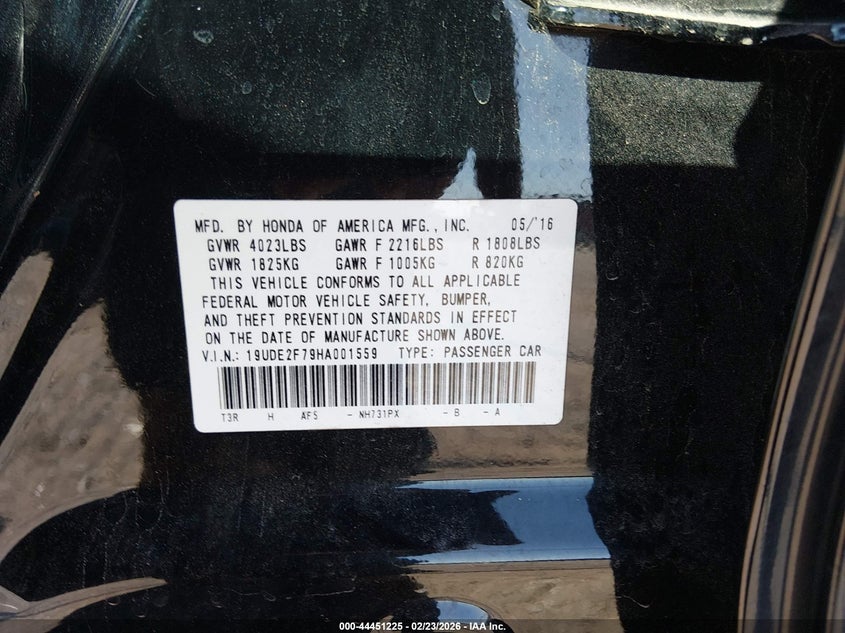 MFD. BY HONDA OF AMERICA MFG., INC. 05/'16
GVWR 4023LBS GAWR F 2216LBS R 1808LBS
GVWR 1825KG GAWR F 1005KG R 820KG
THIS VEHICLE CONFORMS TO ALL APPLICABLE
FEDERAL MOTOR VEHICLE SAFETY, BUMPER,
AND THEFT PREVENTION STANDARDS IN EFFECT
ON THE DATE OF MANUFACTURE SHOWN ABOVE.
V.I.N.: 19UDE2F79HA001559 TYPE: PASSENGER CAR
T3R H AF5 - NH731PX - B - A
000-44451225 - 02/23/2026 - IAA Inc.